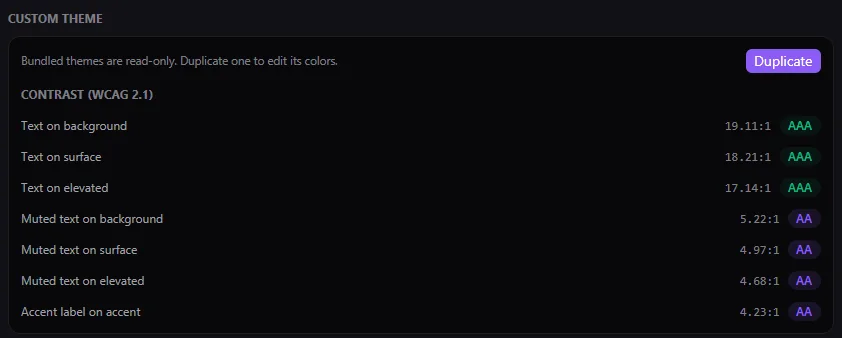 CUSTOM THEME
Bundled themes are read-only. Duplicate one to edit its colors. Duplicate
CONTRAST (WCAG 2.1)
Text on background 19.11:1 AAA
Text on surface 18.21:1 AAA
Text on elevated 17.14:1 AAA
Muted text on background 5.22:1 AA
Muted text on surface 4.97:1 AA
Muted text on elevated 4.68:1 AA
Accent label on accent 4.23:1 AA